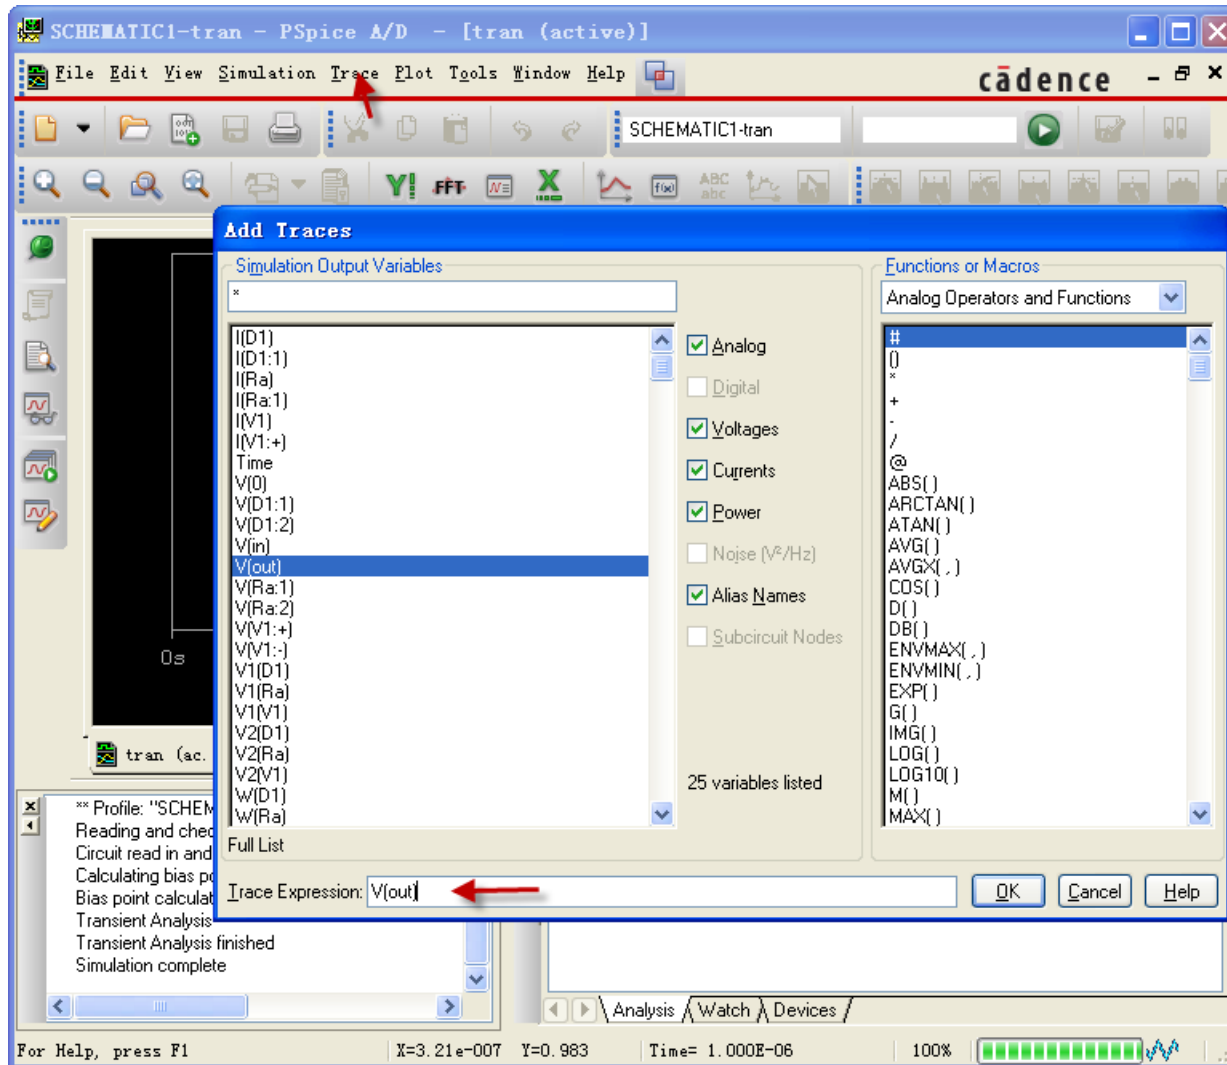 SCHEMATIC1-tran - PSpice A/D - [tran (active)]
File Edit View Simulation Trace Plot Tools Window Help
cādence
SCHEMATIC1-tran
FFT
f(x)
ABC
abc
Add Traces
Simulation Output Variables
Functions or Macros
*
Analog Operators and Functions
I(D1)
I(D1:1)
I(Ra)
I(Ra:1)
I(V1)
I(V1:+)
Time
V(0)
V(D1:1)
V(D1:2)
V(in)
V(out)
V(Ra:1)
V(Ra:2)
V(V1:+)
V(V1:-)
V1(D1)
V1(Ra)
V1(V1)
V2(D1)
V2(Ra)
V2(V1)
W(D1)
W(Ra)
Full List
Analog
Digital
Voltages
Currents
Power
Noise (V²/Hz)
Alias Names
Subcircuit Nodes
25 variables listed
#
()
*
+
-
/
@
ABS( )
ARCTAN( )
ATAN( )
AVG( )
AVGX( , )
COS( )
D( )
DB( )
ENVMAX( , )
ENVMIN( , )
EXP( )
G( )
IMG( )
LOG( )
LOG10( )
M( )
MAX( )
Trace Expression: V(out)
OK Cancel Help
0s
tran (ac.
** Profile: "SCHEM
Reading and chec
Circuit read in and
Calculating bias po
Bias point calculat
Transient Analysis
Transient Analysis finished
Simulation complete
Analysis Watch Devices
For Help, press F1 X=3.21e-007 Y=0.983 Time= 1.000E-06 100%